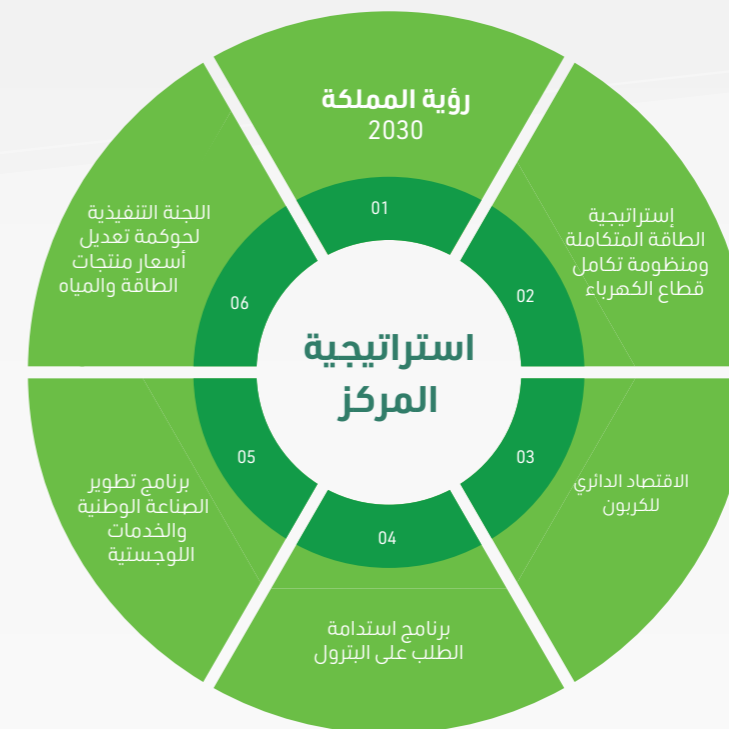 رؤية المملكة
2030
01
إستراتيجية
الطاقة المتكاملة
ومنظومة تكامل
قطاع الكهرباء
02
الاقتصاد الدائري
للكربون
03
برنامج استدامة
الطلب على البترول
04
برنامج تطوير
الصناعة الوطنية
والخدمات
اللوجستية
05
اللجنة التنفيذية
لحوكمة تعديل
أسعار منتجات
الطاقة والمياه
06
استراتيجية
المركز